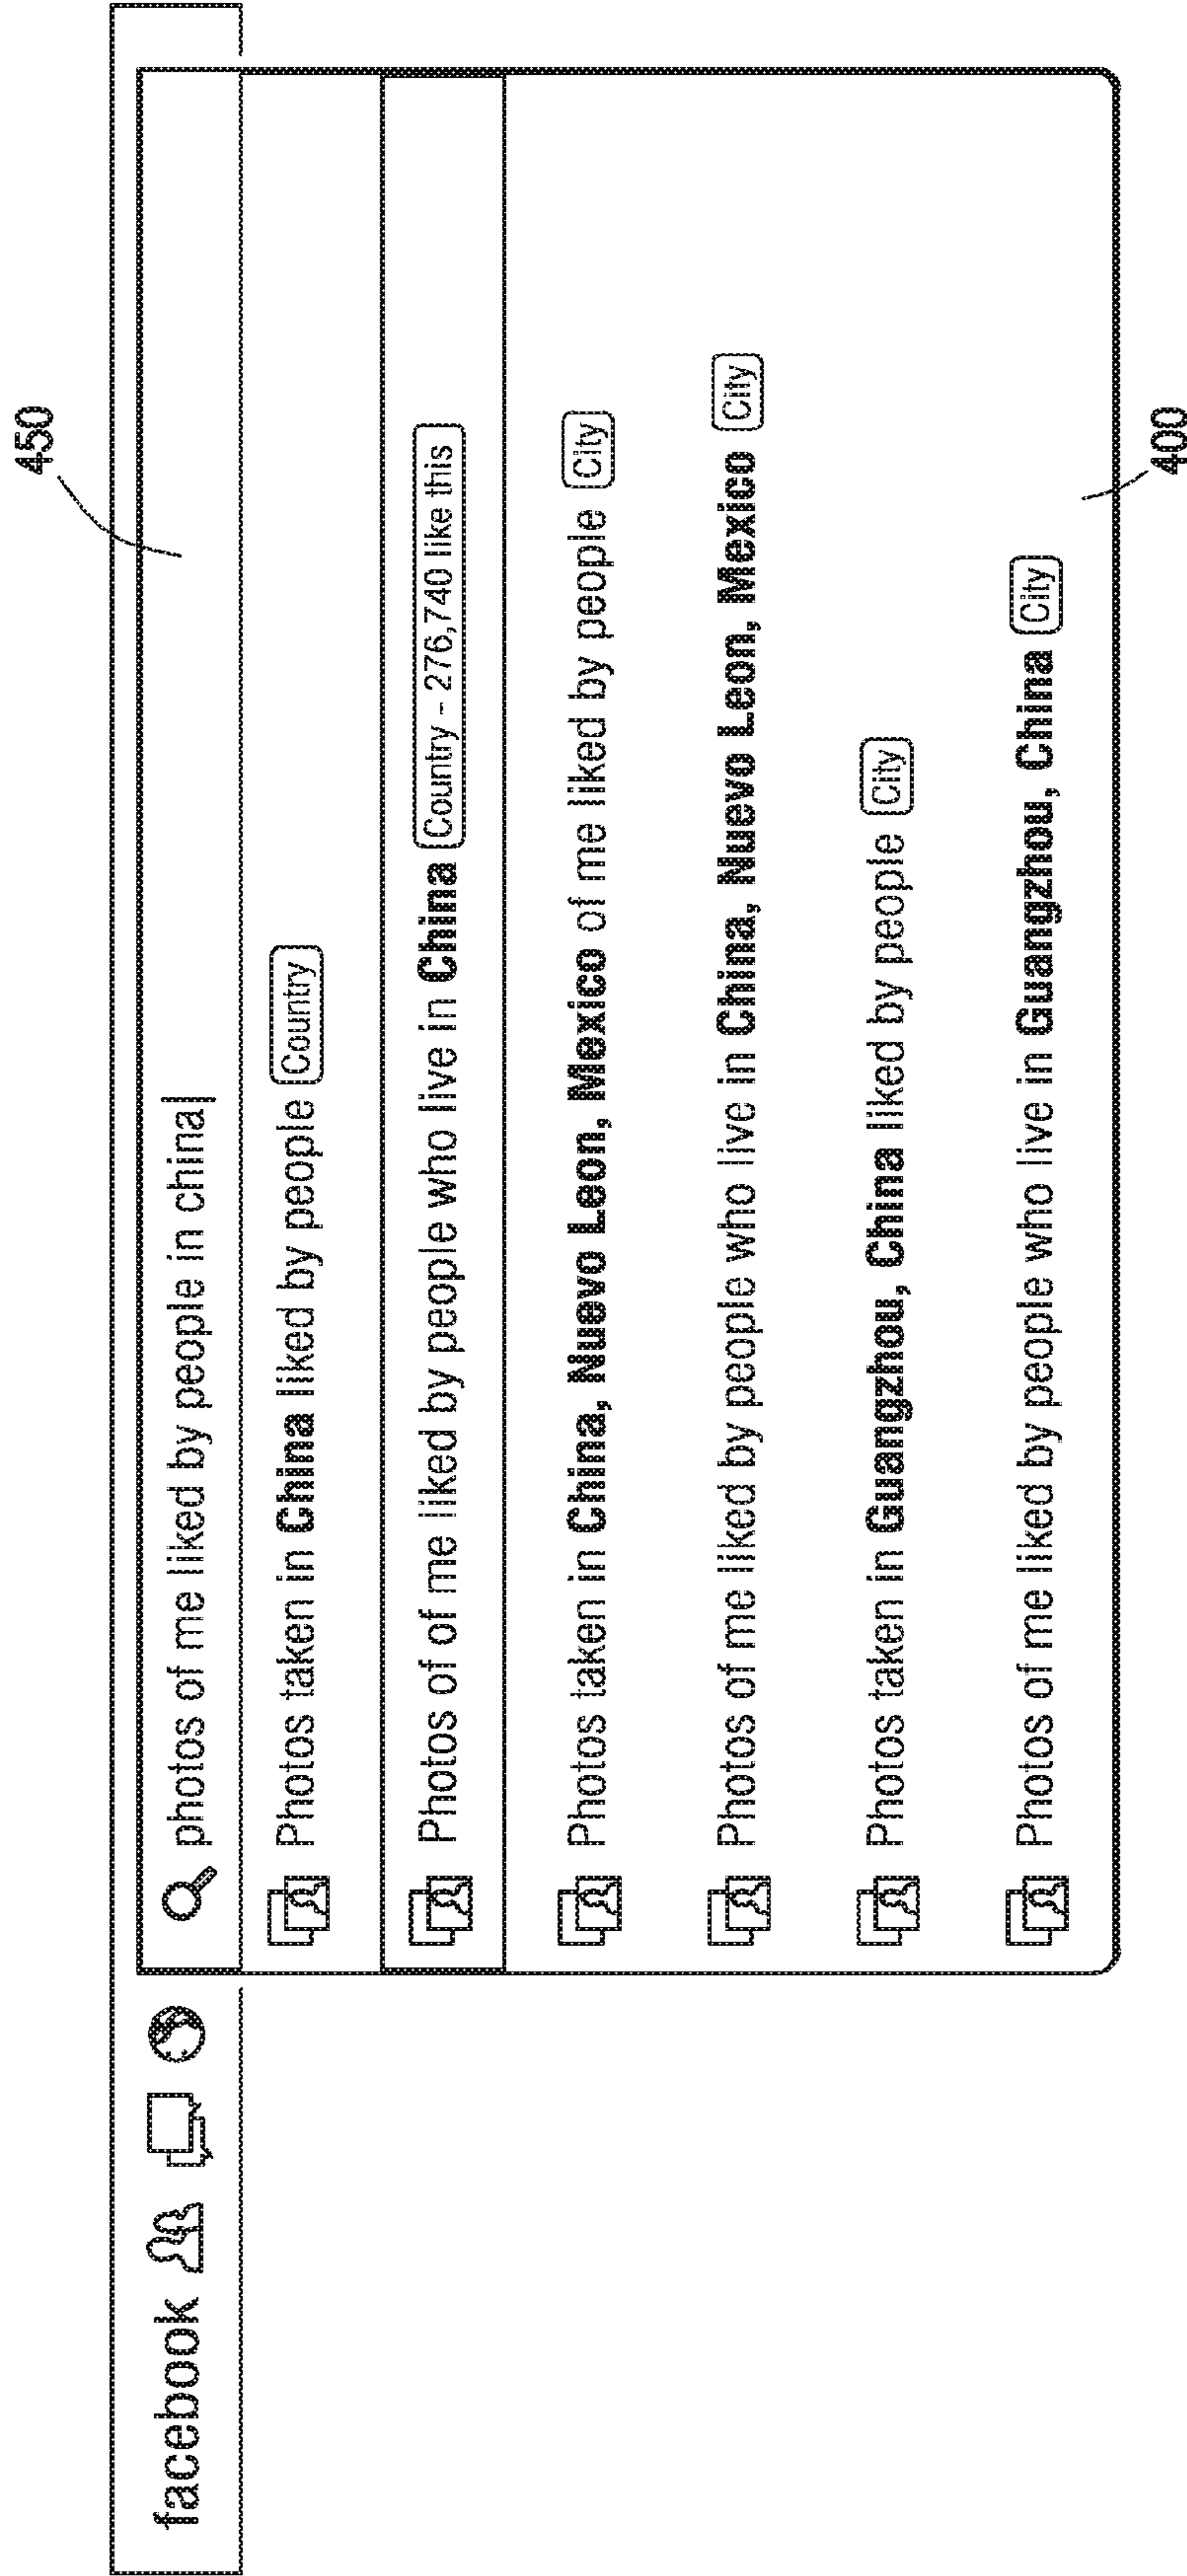 450
facebook
photos of me liked by people in china
Photos taken in China liked by people Country
Photos of of me liked by people who live in China Country - 276,740 like this
Photos taken in China, Nuevo Leon, Mexico of me liked by people City
Photos of me liked by people who live in China, Nuevo Leon, Mexico City
Photos taken in Guangzhou, China liked by people City
Photos of me liked by people who live in Guangzhou, China City
400